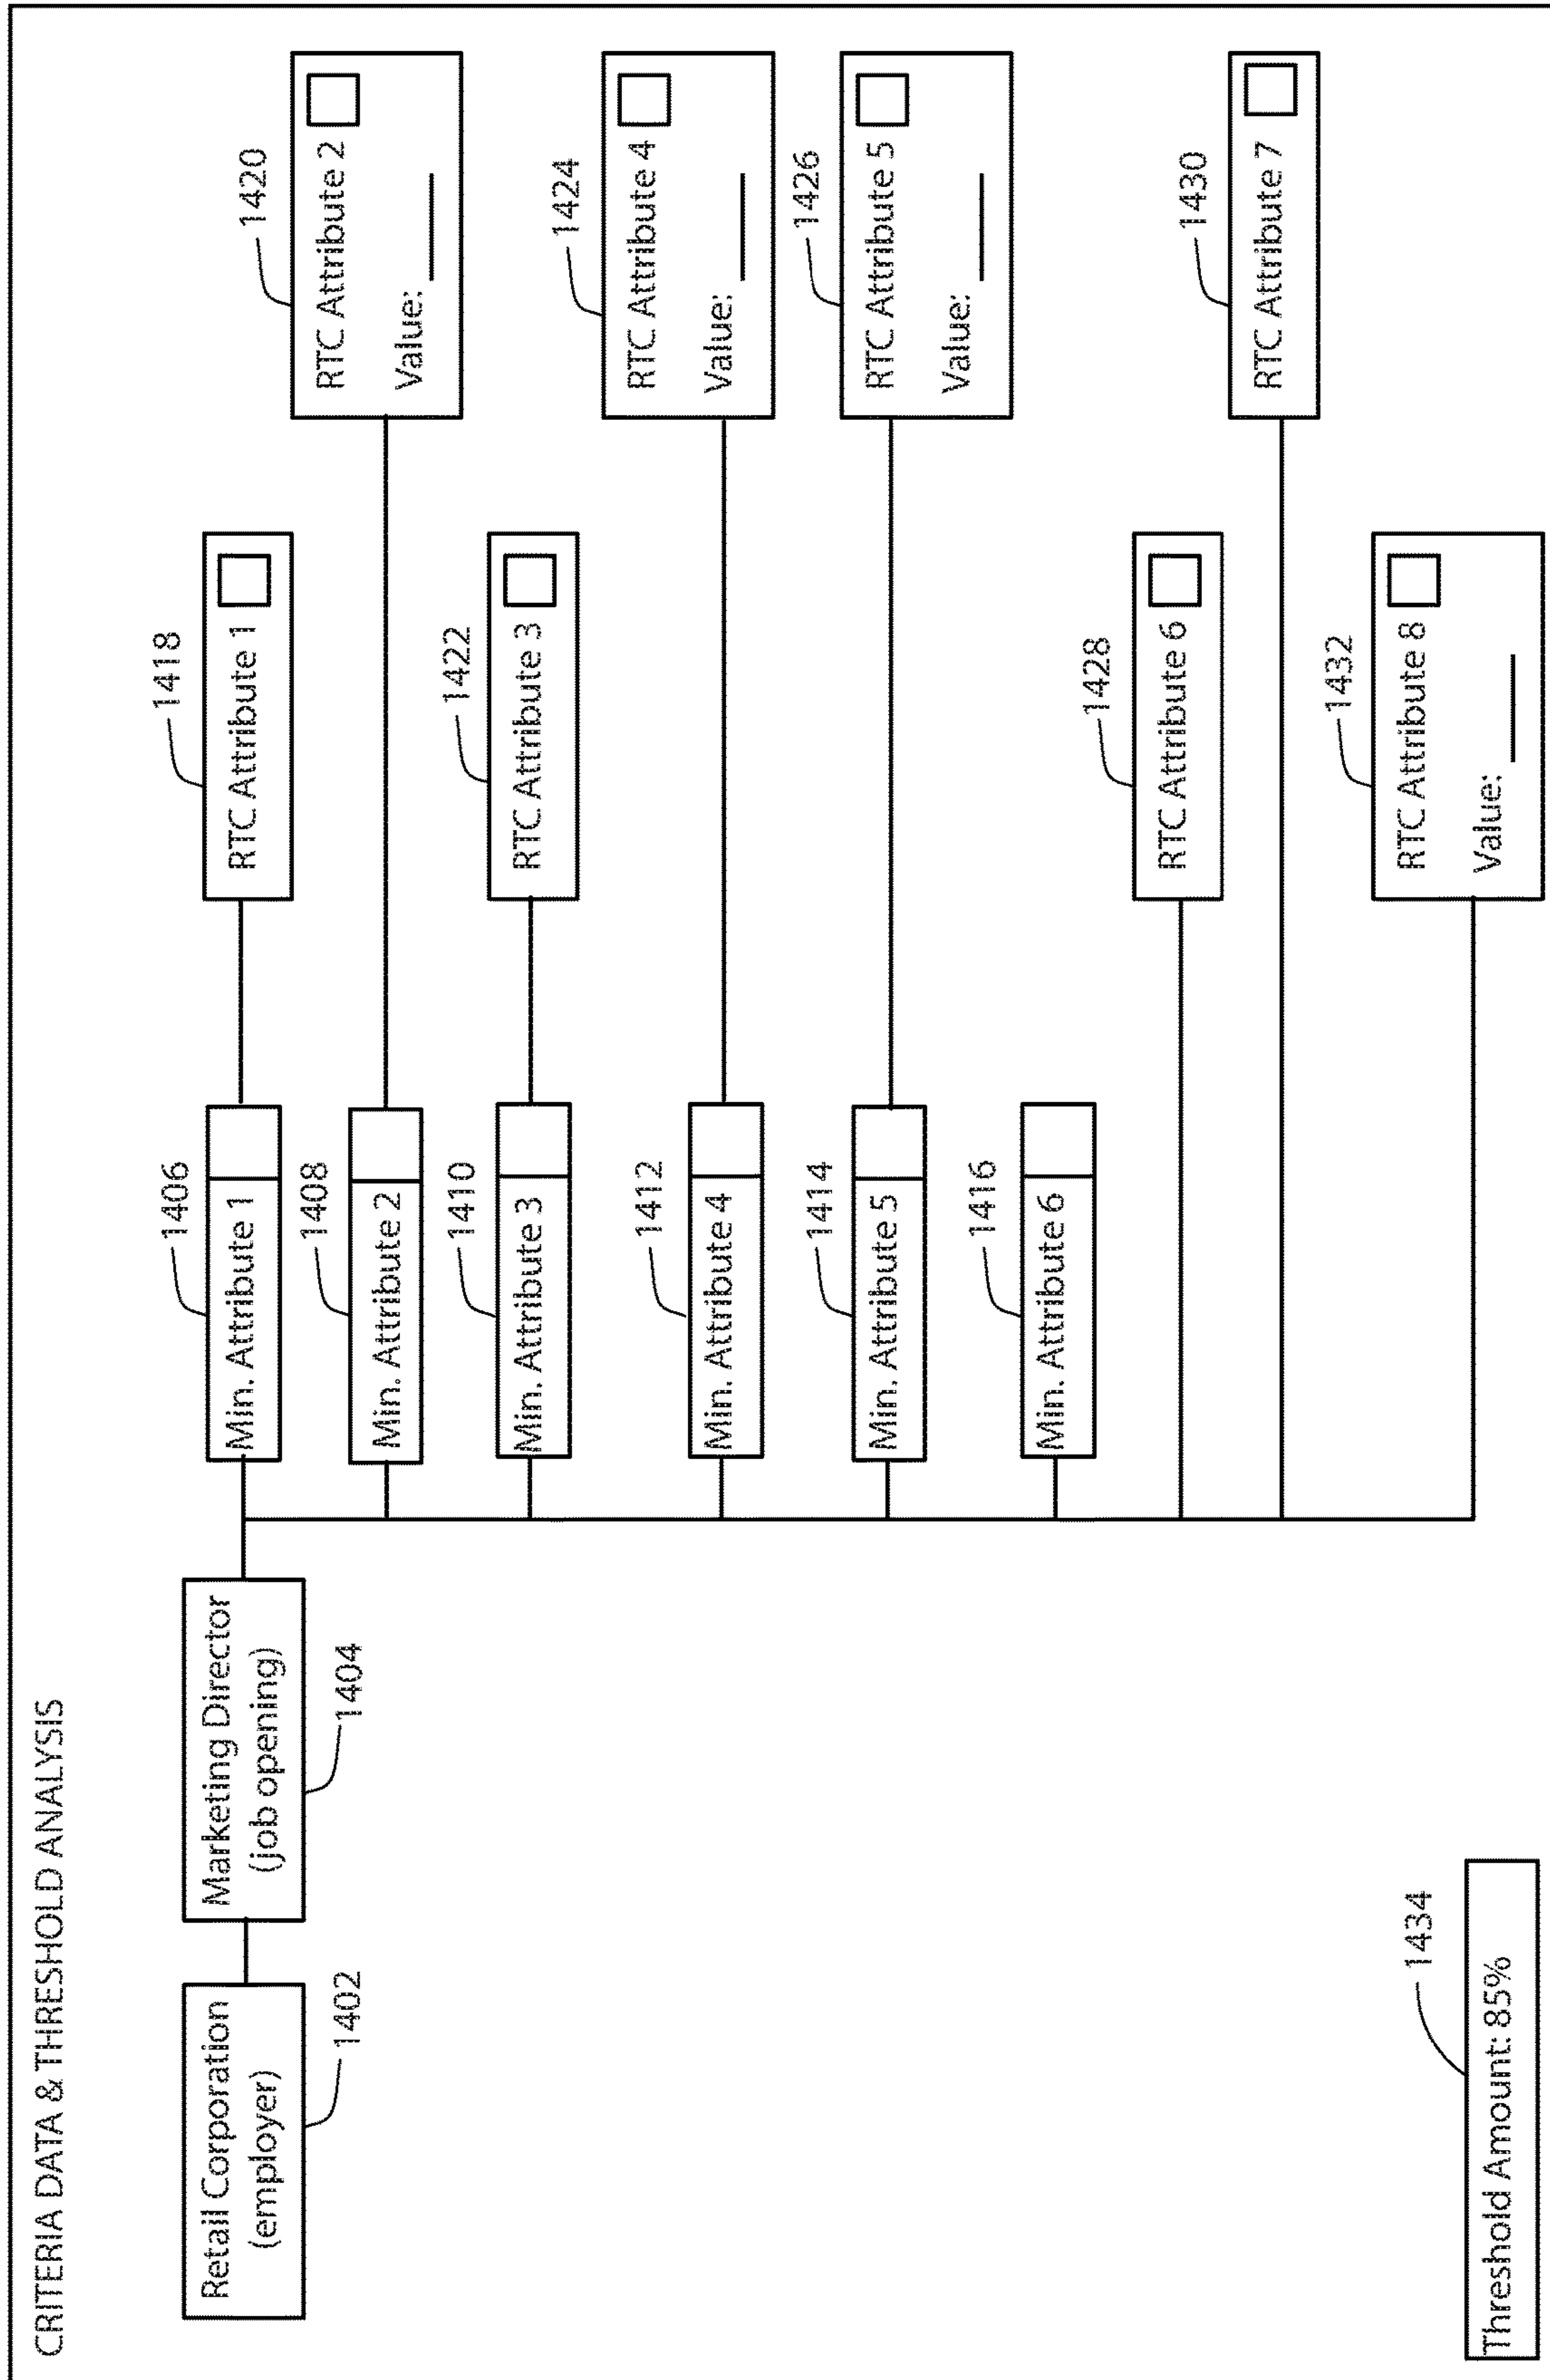 CRITERIA DATA & THRESHOLD ANALYSIS
Retail Corporation
(employer)
1402
Marketing Director
(job opening)
1404
1406
Min. Attribute 1
1418
RTC Attribute 1
1408
Min. Attribute 2
1420
RTC Attribute 2
Value:
1410
Min. Attribute 3
1422
RTC Attribute 3
1412
Min. Attribute 4
1424
RTC Attribute 4
Value:
1414
Min. Attribute 5
1426
RTC Attribute 5
Value:
1416
Min. Attribute 6
1428
RTC Attribute 6
1430
RTC Attribute 7
1432
RTC Attribute 8
Value:
1434
Threshold Amount: 85%